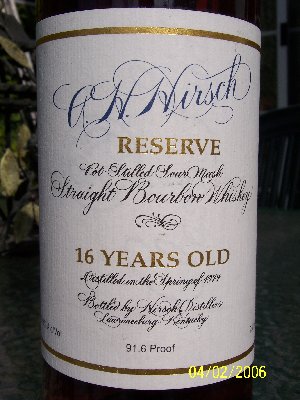 A. H. Hirsch
RESERVE
Pot Stilled Sour Mash
Straight Bourbon Whiskey
16 YEARS OLD
Distilled in the Spring of 1974
Bottled by Hirsch Distillers
Lawrenceburg, Kentucky
91.6 Proof
04/02/2006